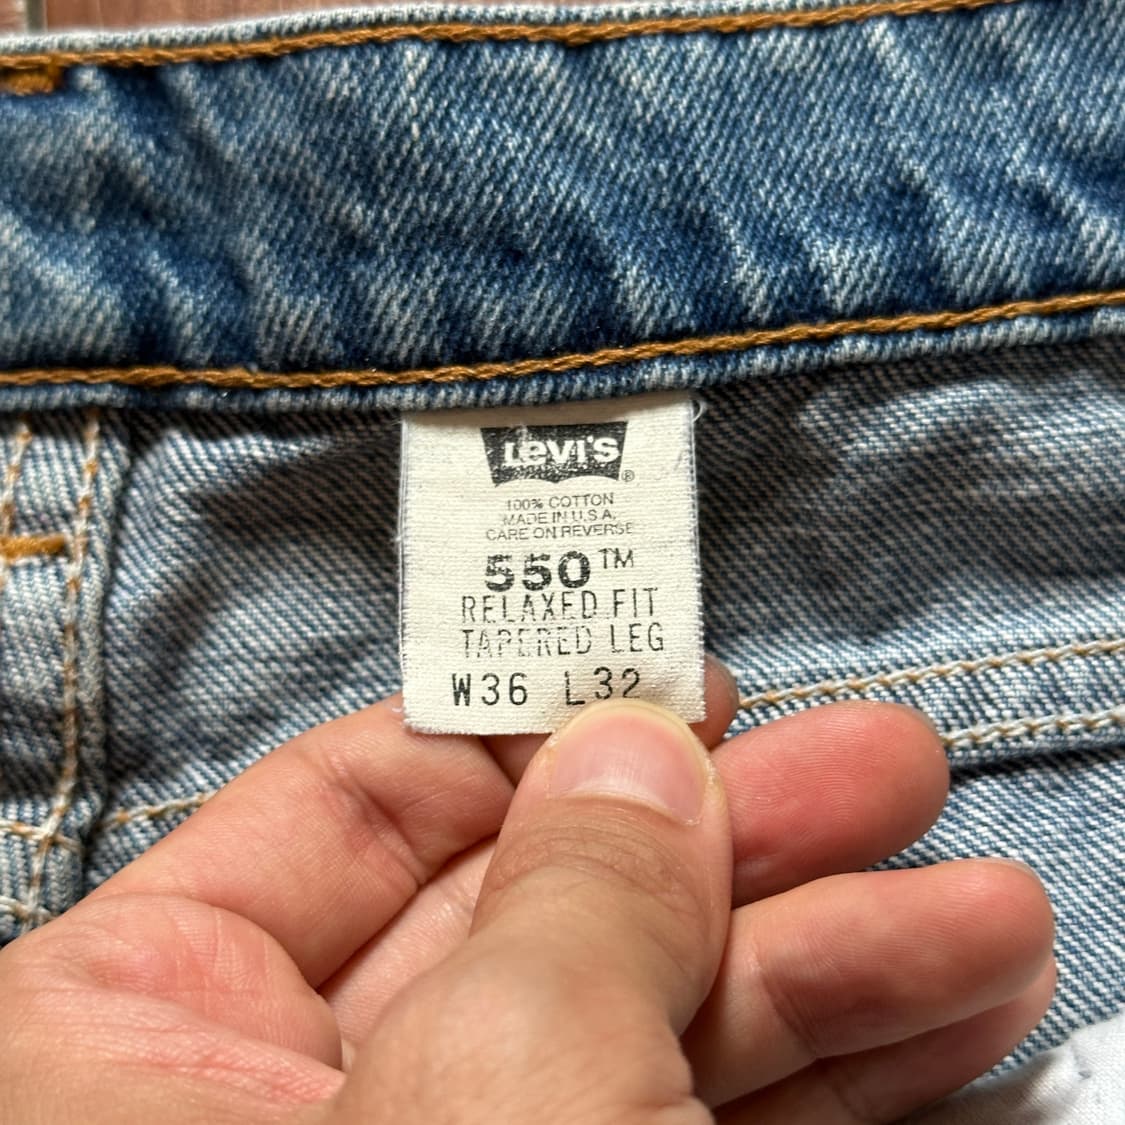 Levi's®
100% COTTON
MADE IN U.S.A.
CARE ON REVERSE
550™
RELAXED FIT
TAPERED LEG
W36 L32